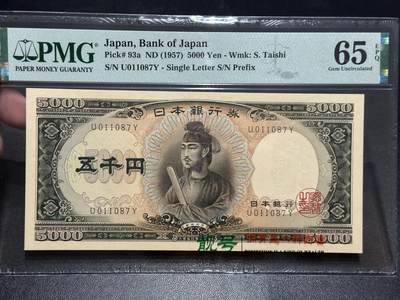 PMG
PAPER MONEY GUARANTY
Japan, Bank of Japan
Pick# 93a ND (1957) 5000 Yen - Wmk: S. Taishi
S/N U011087Y - Single Letter S/N Prefix
65 EPQ
Gem Uncirculated
5000
5000
日本銀行券
U011087Y
五千円
日本銀行
U011087Y
5000
5000
靓号